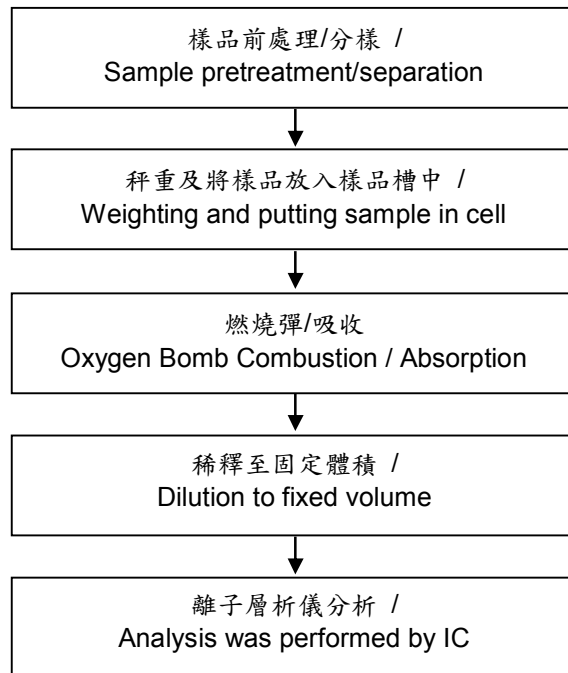 樣品前處理/分樣 /
Sample pretreatment/separation
秤重及將樣品放入樣品槽中 /
Weighting and putting sample in cell
燃燒彈/吸收
Oxygen Bomb Combustion / Absorption
稀釋至固定體積 /
Dilution to fixed volume
離子層析儀分析 /
Analysis was performed by IC